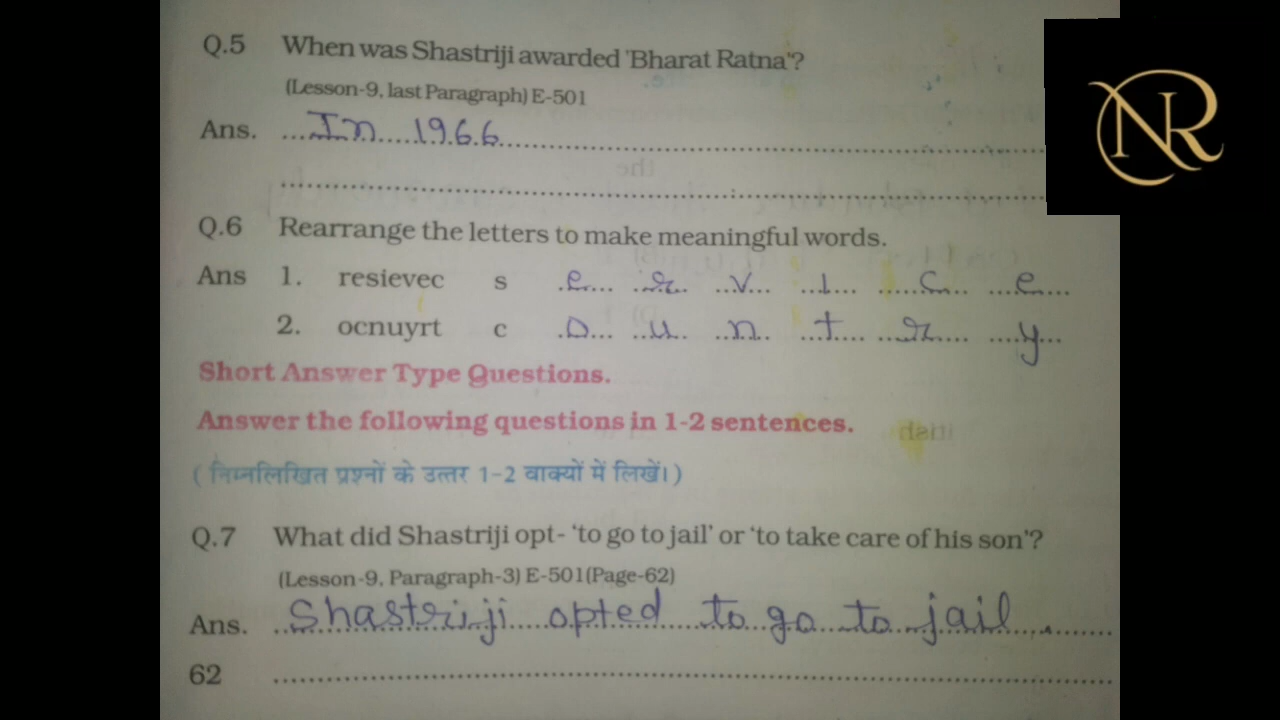 Q.5 When was Shastriji awarded 'Bharat Ratna'?
(Lesson-9, last Paragraph) E-501
Ans. ....In.....1966......
Q.6 Rearrange the letters to make meaningful words.
Ans 1. resievec s e r v i c e
2. ocnuyrt c o u n t r y
Short Answer Type Questions.
Answer the following questions in 1-2 sentences.
( निम्नलिखित प्रश्नों के उत्तर 1-2 वाक्यों में लिखें। )
Q.7 What did Shastriji opt- 'to go to jail' or 'to take care of his son'?
(Lesson-9, Paragraph-3) E-501(Page-62)
Ans. Shastriji opted to go to jail.
62
NR